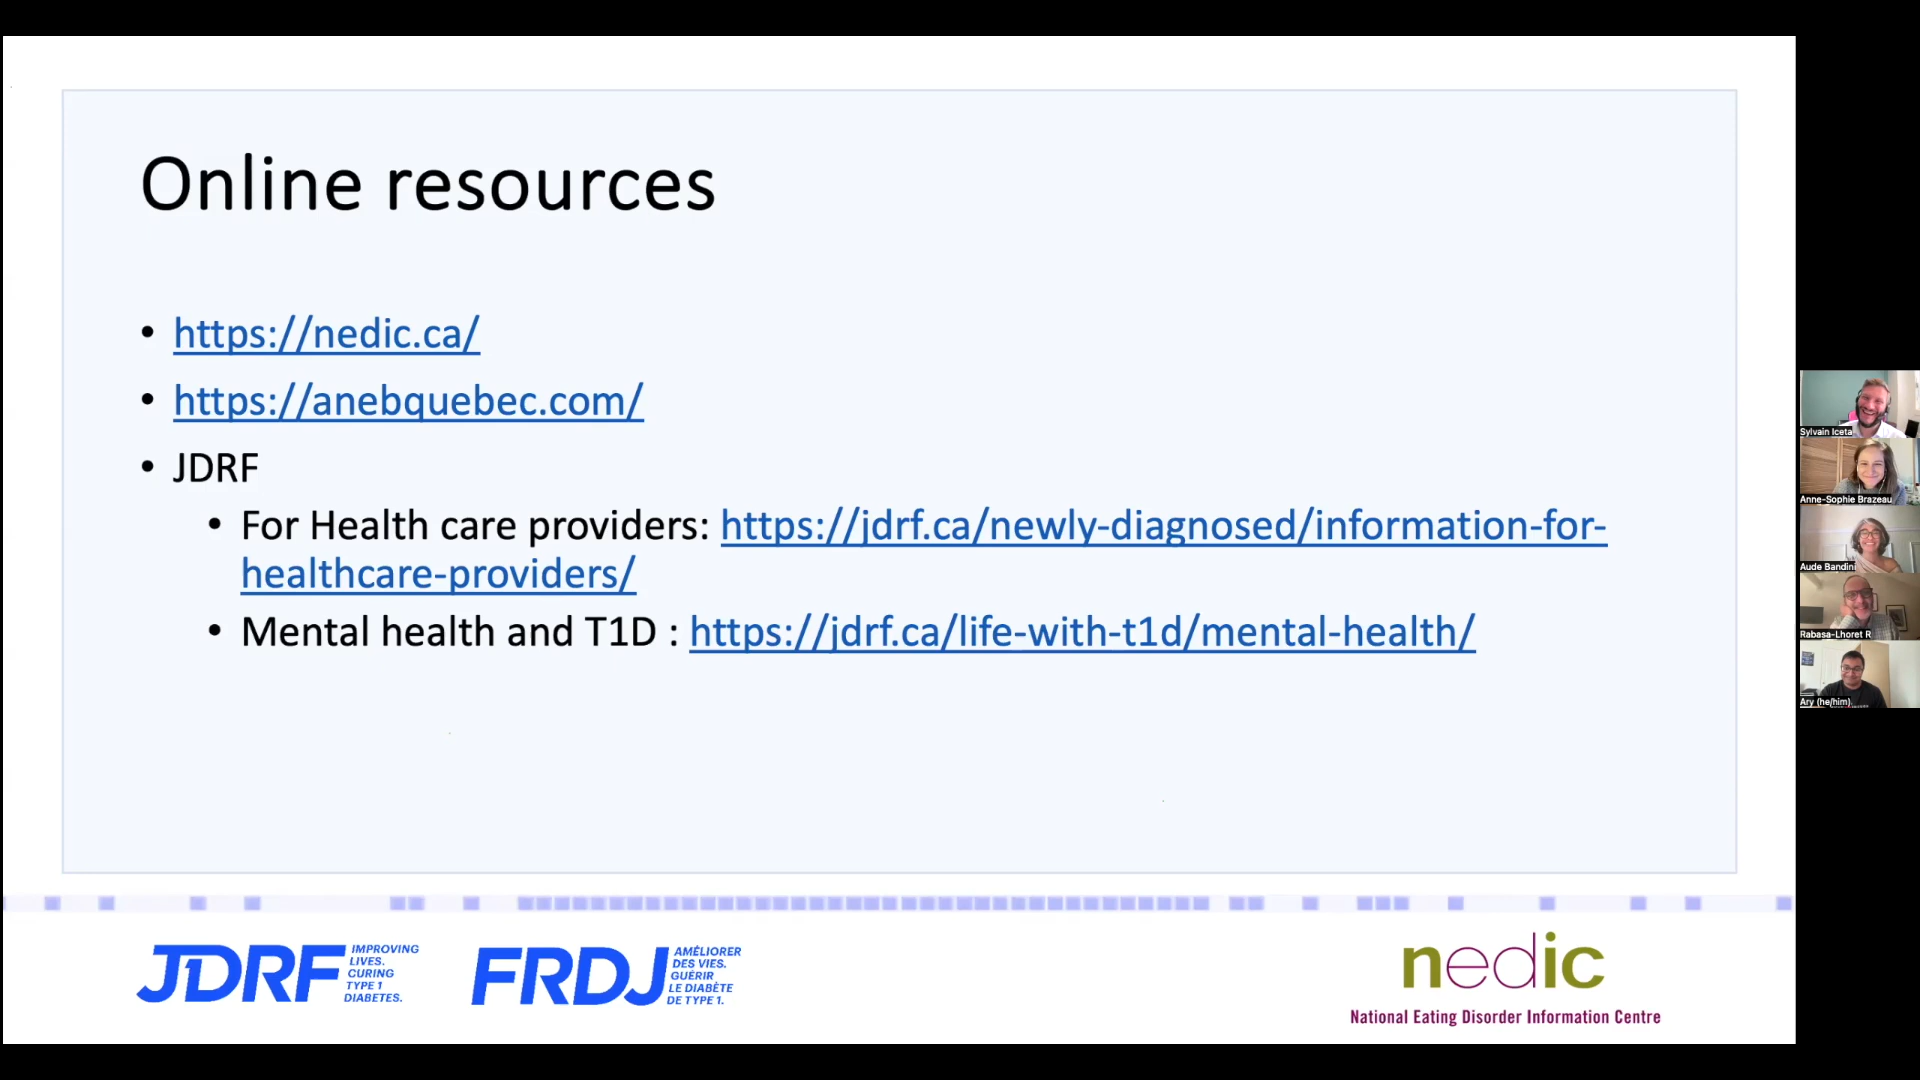 Online resources
• https://nedic.ca/
• https://anebquebec.com/
• JDRF
• For Health care providers: https://jdrf.ca/newly-diagnosed/information-for-
healthcare-providers/
• Mental health and T1D : https://jdrf.ca/life-with-t1d/mental-health/
Sylvain Iceta
Anne-Sophie Brazeau
Aude Bandini
Rabasa-Lhoret R
Ary (he/him)
JDRF
IMPROVING
LIVES.
CURING
TYPE 1
DIABETES.
FRDJ
AMÉLIORER
DES VIES.
GUÉRIR
LE DIABÈTE
DE TYPE 1.
nedic
National Eating Disorder Information Centre